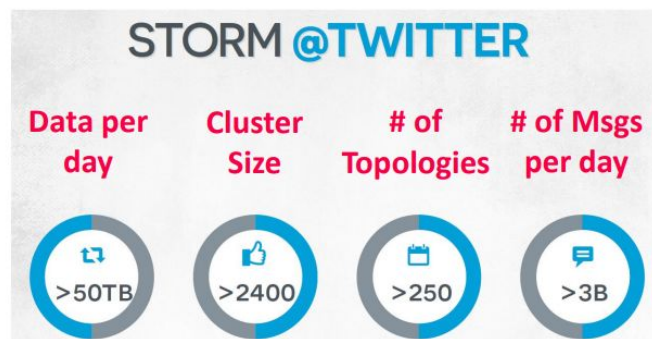 STORM @TWITTER
Data per day
Cluster Size
# of Topologies
# of Msgs per day
>50TB
>2400
>250
>3B